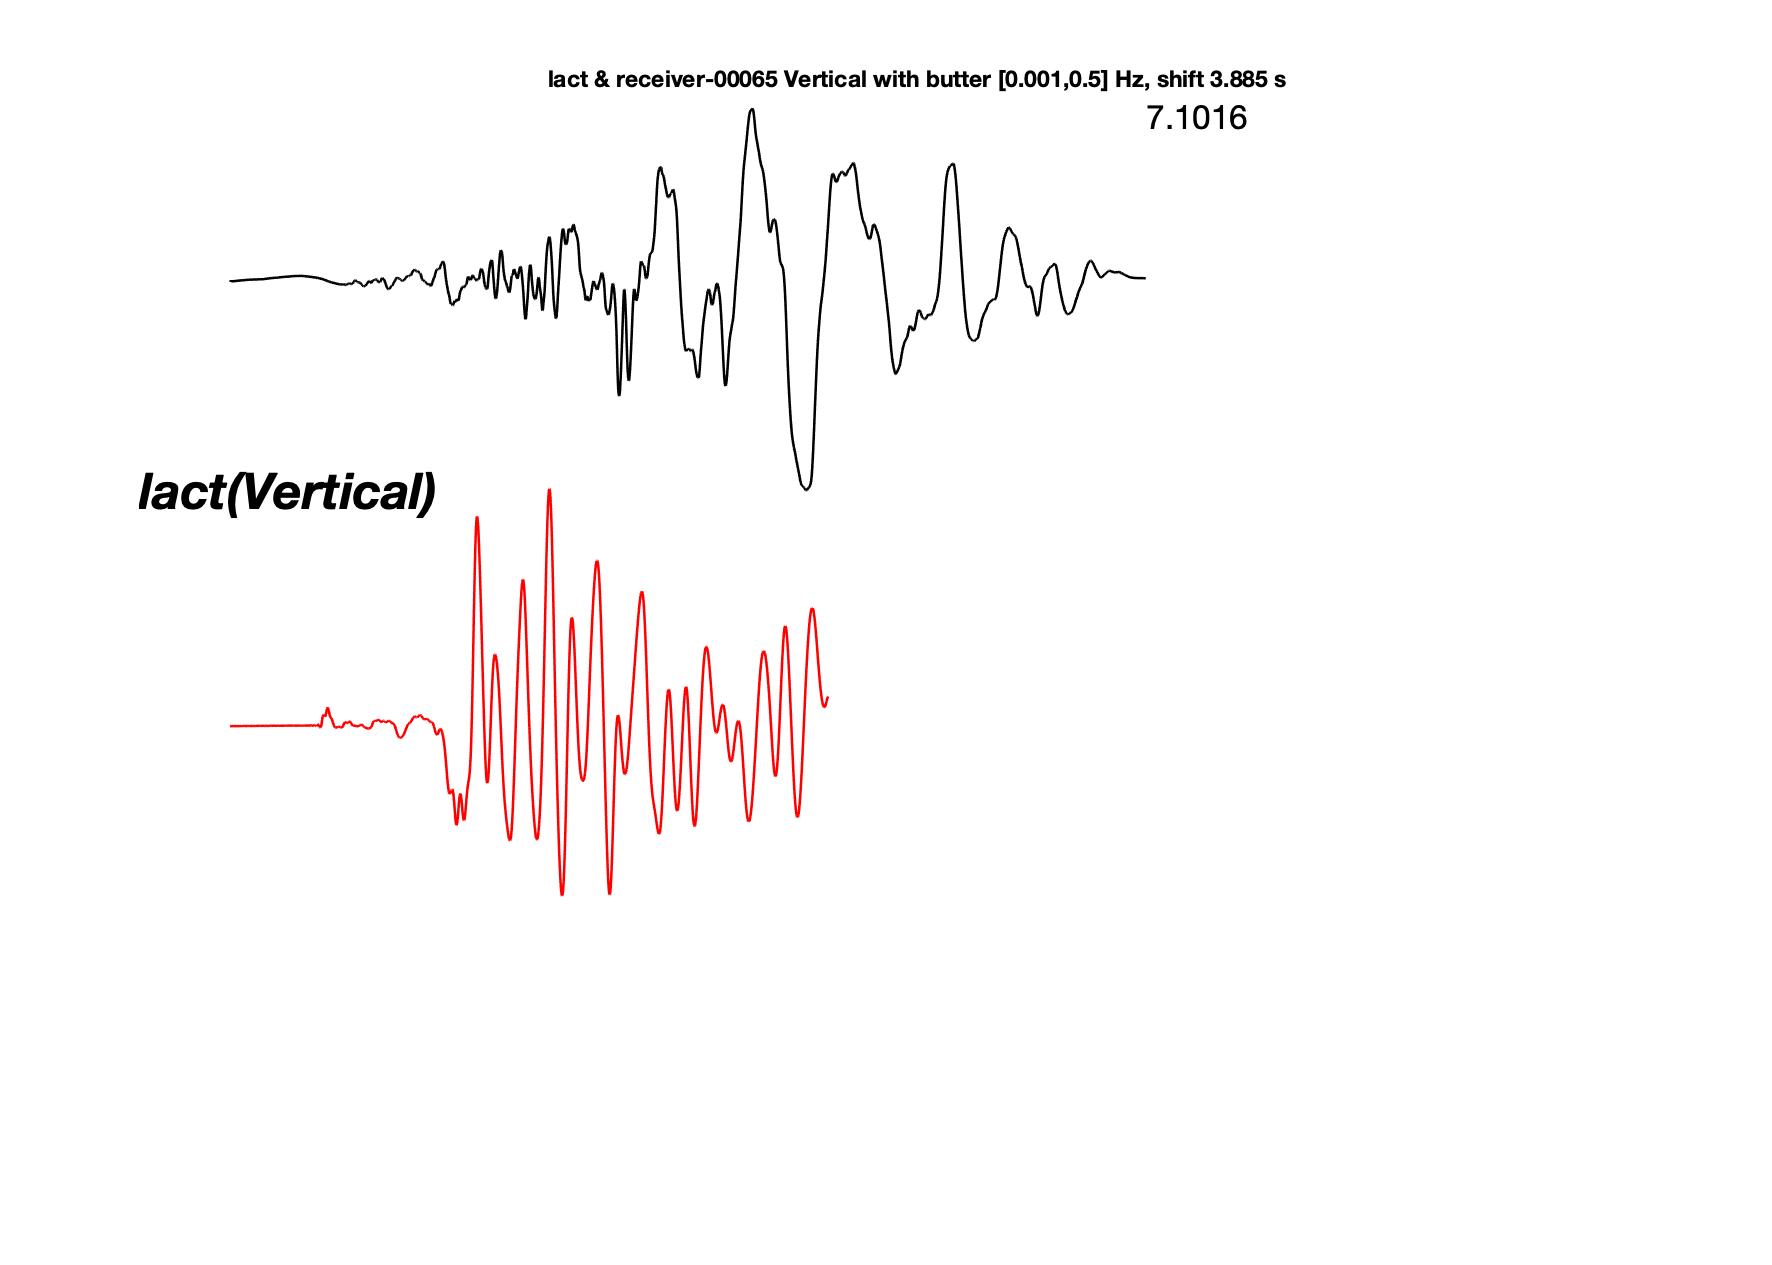 lact & receiver-00065 Vertical with butter [0.001,0.5] Hz, shift 3.885 s
7.1016
lact(Vertical)